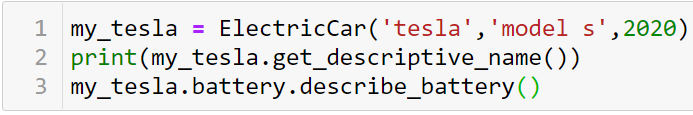 1 my_tesla = ElectricCar('tesla','model s',2020)
2 print(my_tesla.get_descriptive_name())
3 my_tesla.battery.describe_battery()